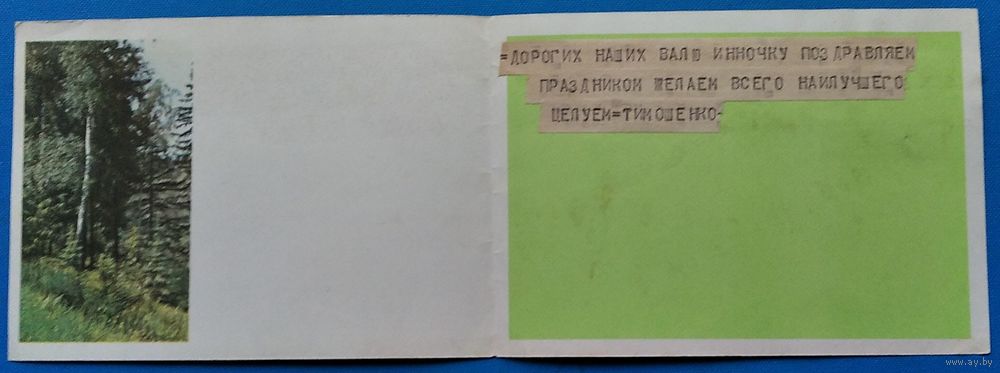 =ДОРОГИХ НАШИХ ВАЛЮ ИННОЧКУ ПОЗДРАВЛЯЕМ
ПРАЗДНИКОМ ЖЕЛАЕМ ВСЕГО НАИЛУЧШЕГО
ЦЕЛУЕМ=ТИМОШЕНКО-
www.ay.by